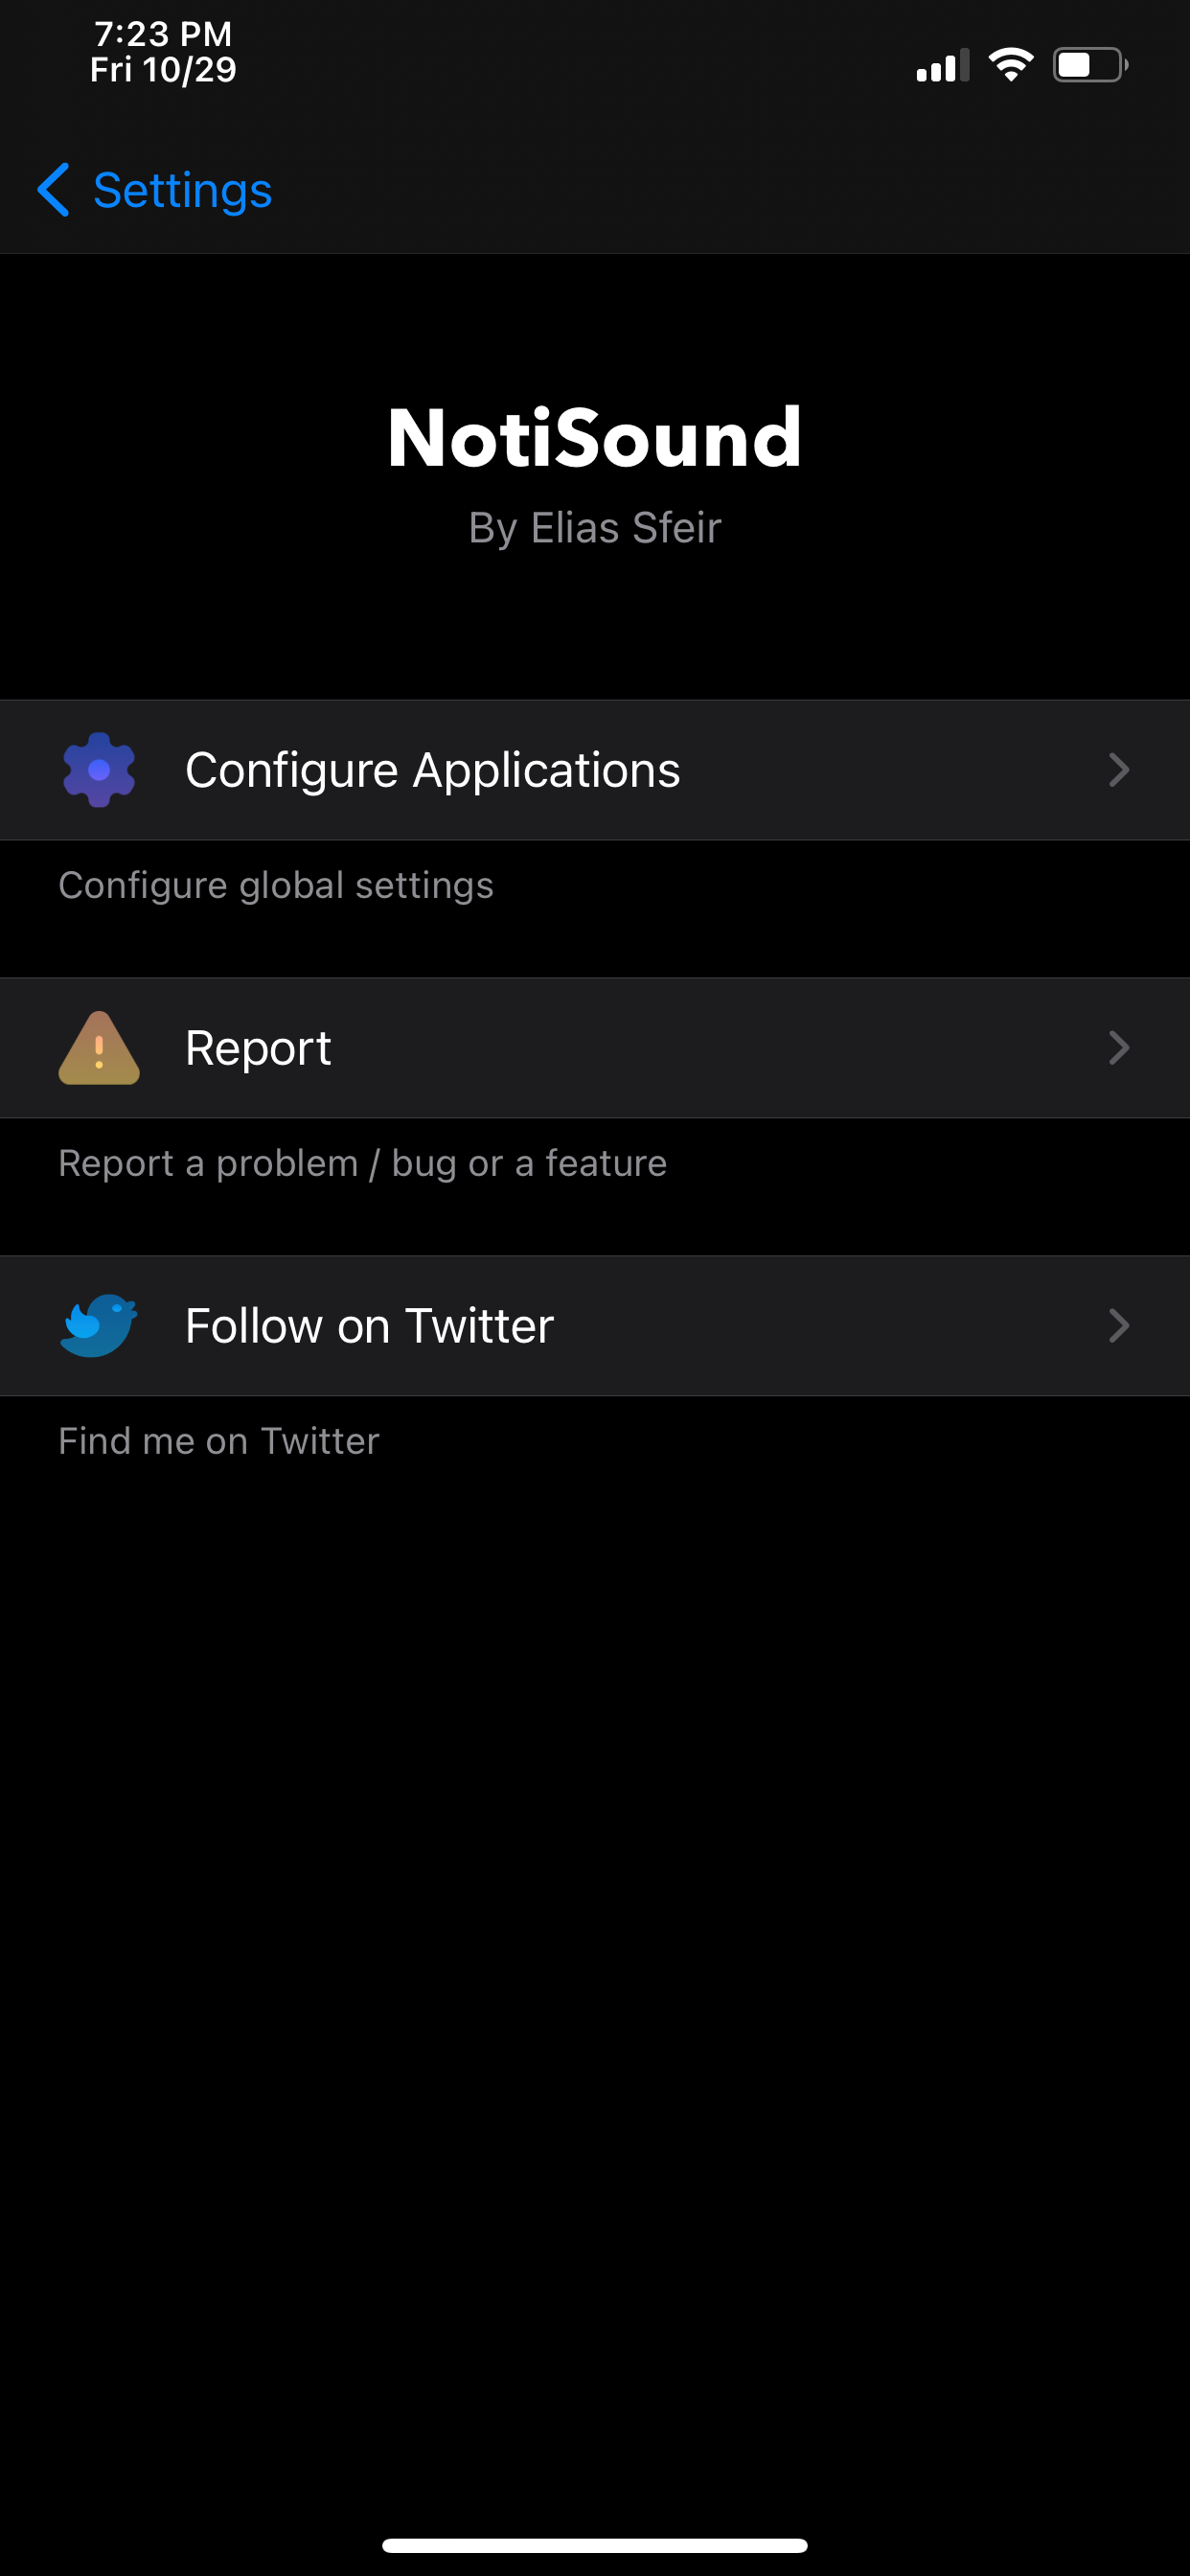 7:23 PM
Fri 10/29
Settings
NotiSound
By Elias Sfeir
Configure Applications
Configure global settings
Report
Report a problem / bug or a feature
Follow on Twitter
Find me on Twitter